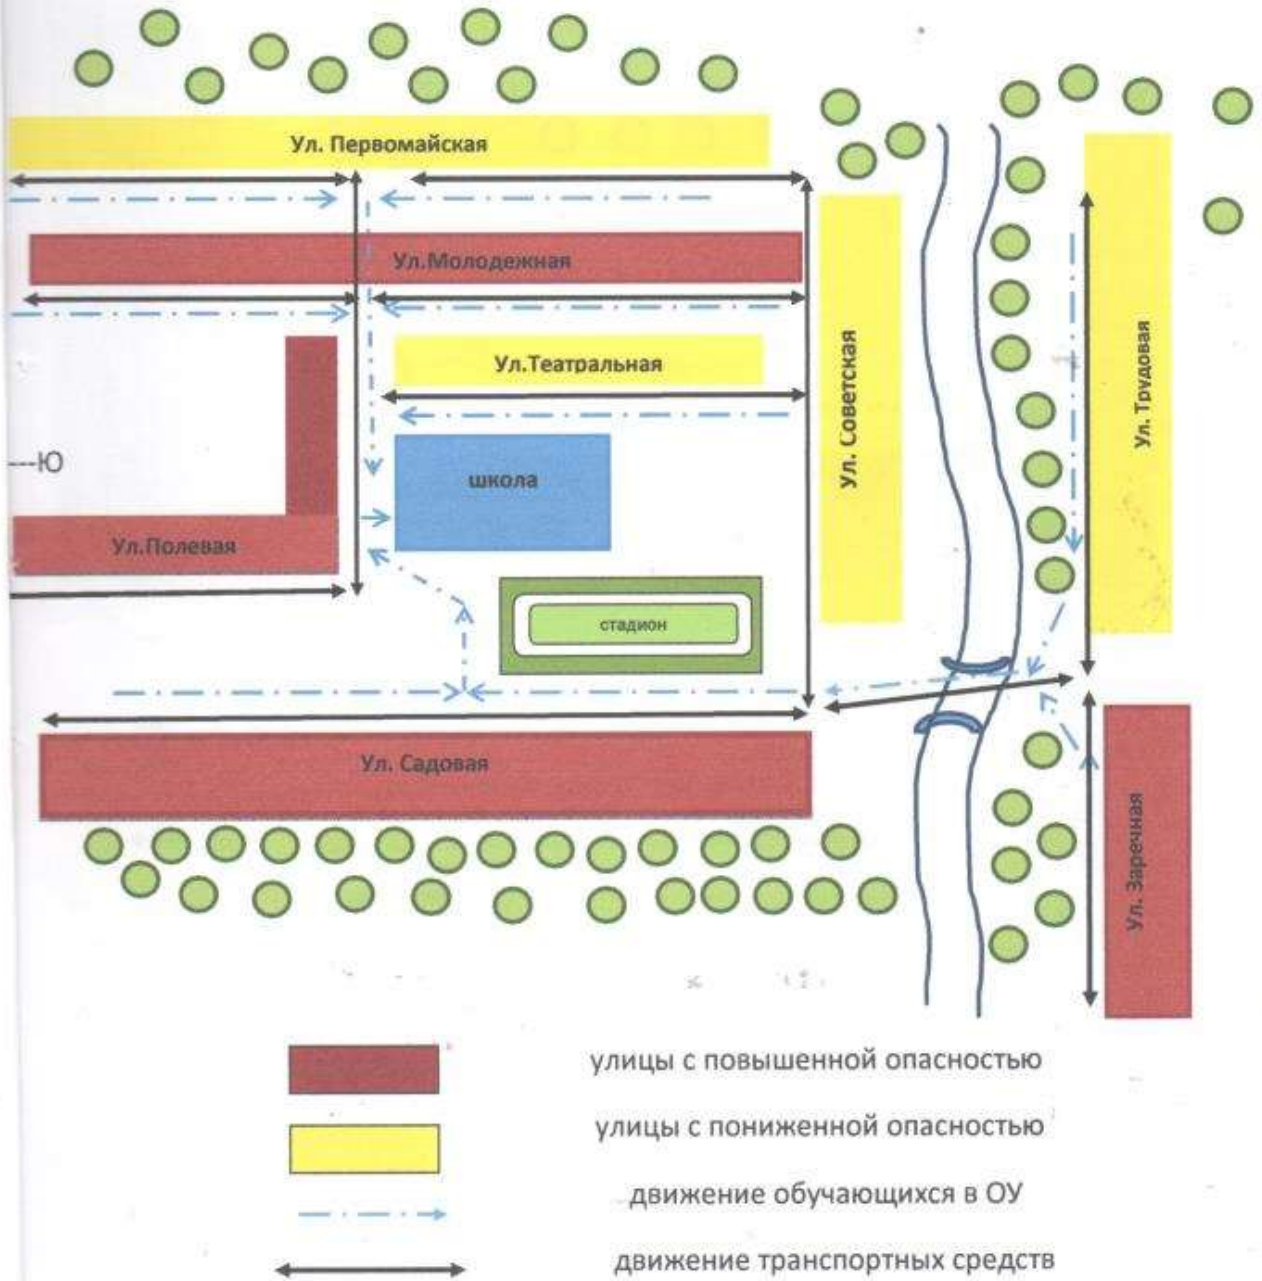 Ул. Первомайская
Ул.Молодежная
Ул.Театральная
Ул. Советская
Ул. Трудовая
---Ю
школа
Ул.Полевая
стадион
Ул. Садовая
Ул. Заречная
улицы с повышенной опасностью
улицы с пониженной опасностью
движение обучающихся в ОУ
движение транспортных средств